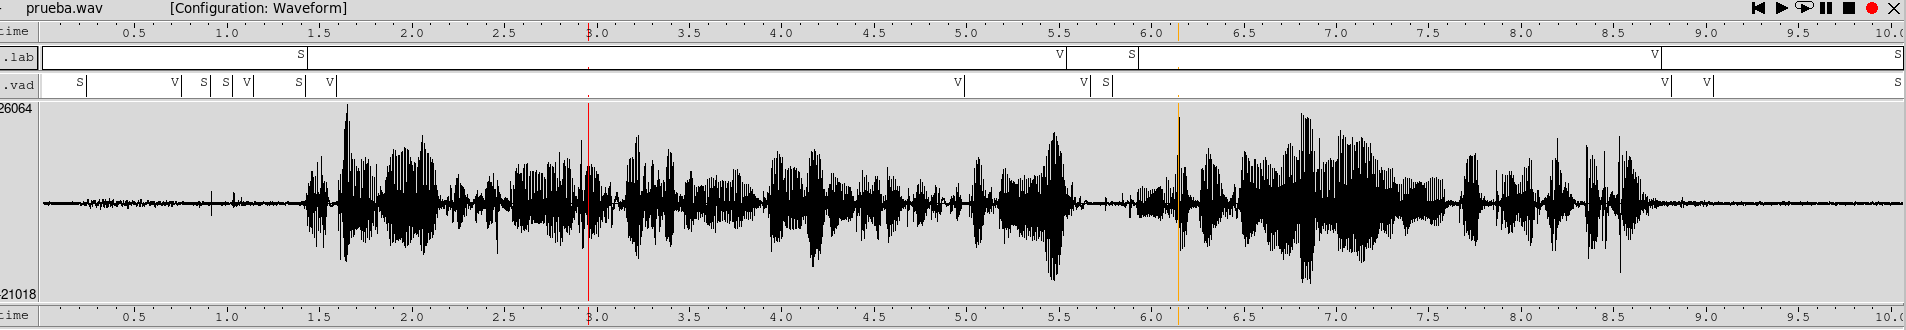 prueba.wav [Configuration: Waveform]
time 0.5 1.0 1.5 2.0 2.5 3.0 3.5 4.0 4.5 5.0 5.5 6.0 6.5 7.0 7.5 8.0 8.5 9.0 9.5 10.0
.lab S V S V S
.vad S V S S V S V V V S V V S
26064
-21018
time 0.5 1.0 1.5 2.0 2.5 3.0 3.5 4.0 4.5 5.0 5.5 6.0 6.5 7.0 7.5 8.0 8.5 9.0 9.5 10.0